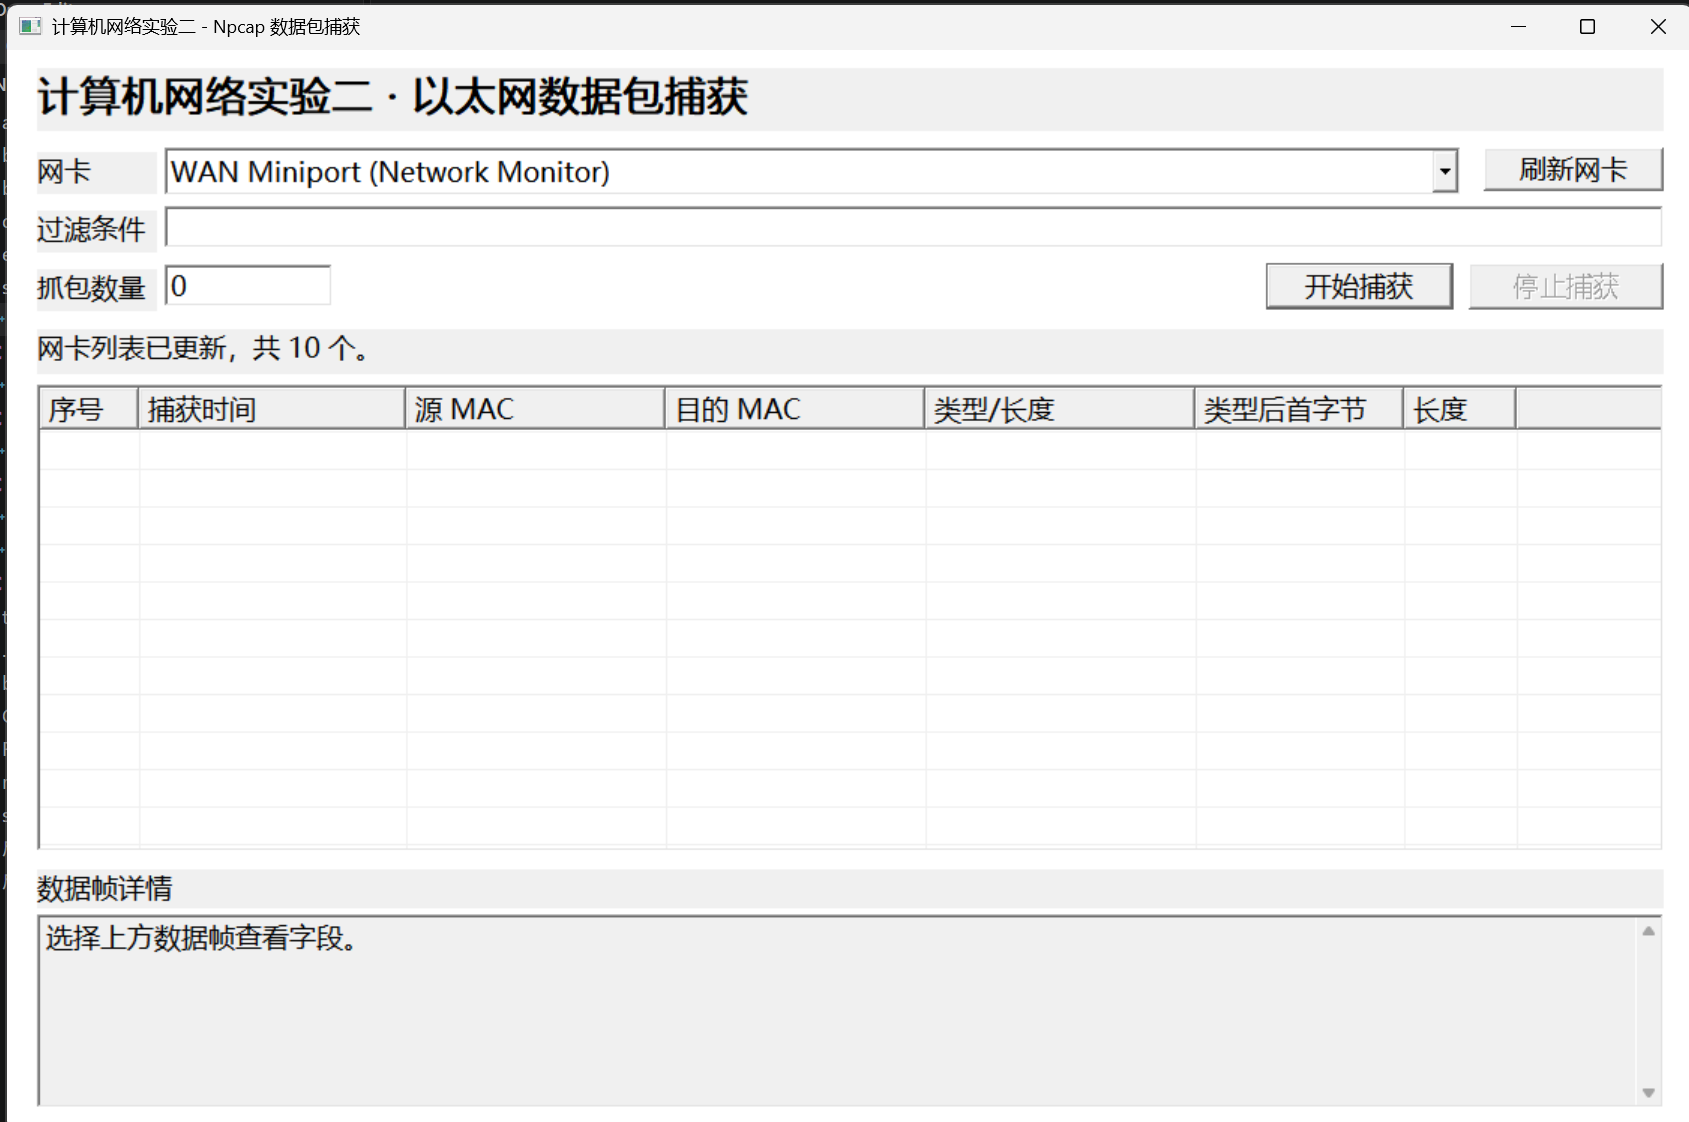 计算机网络实验二 - Npcap 数据包捕获
计算机网络实验二 · 以太网数据包捕获
网卡 WAN Miniport (Network Monitor) 刷新网卡
过滤条件
抓包数量 0 开始捕获 停止捕获
网卡列表已更新，共 10 个。
序号 捕获时间 源 MAC 目的 MAC 类型/长度 类型后首字节 长度
数据帧详情
选择上方数据帧查看字段。